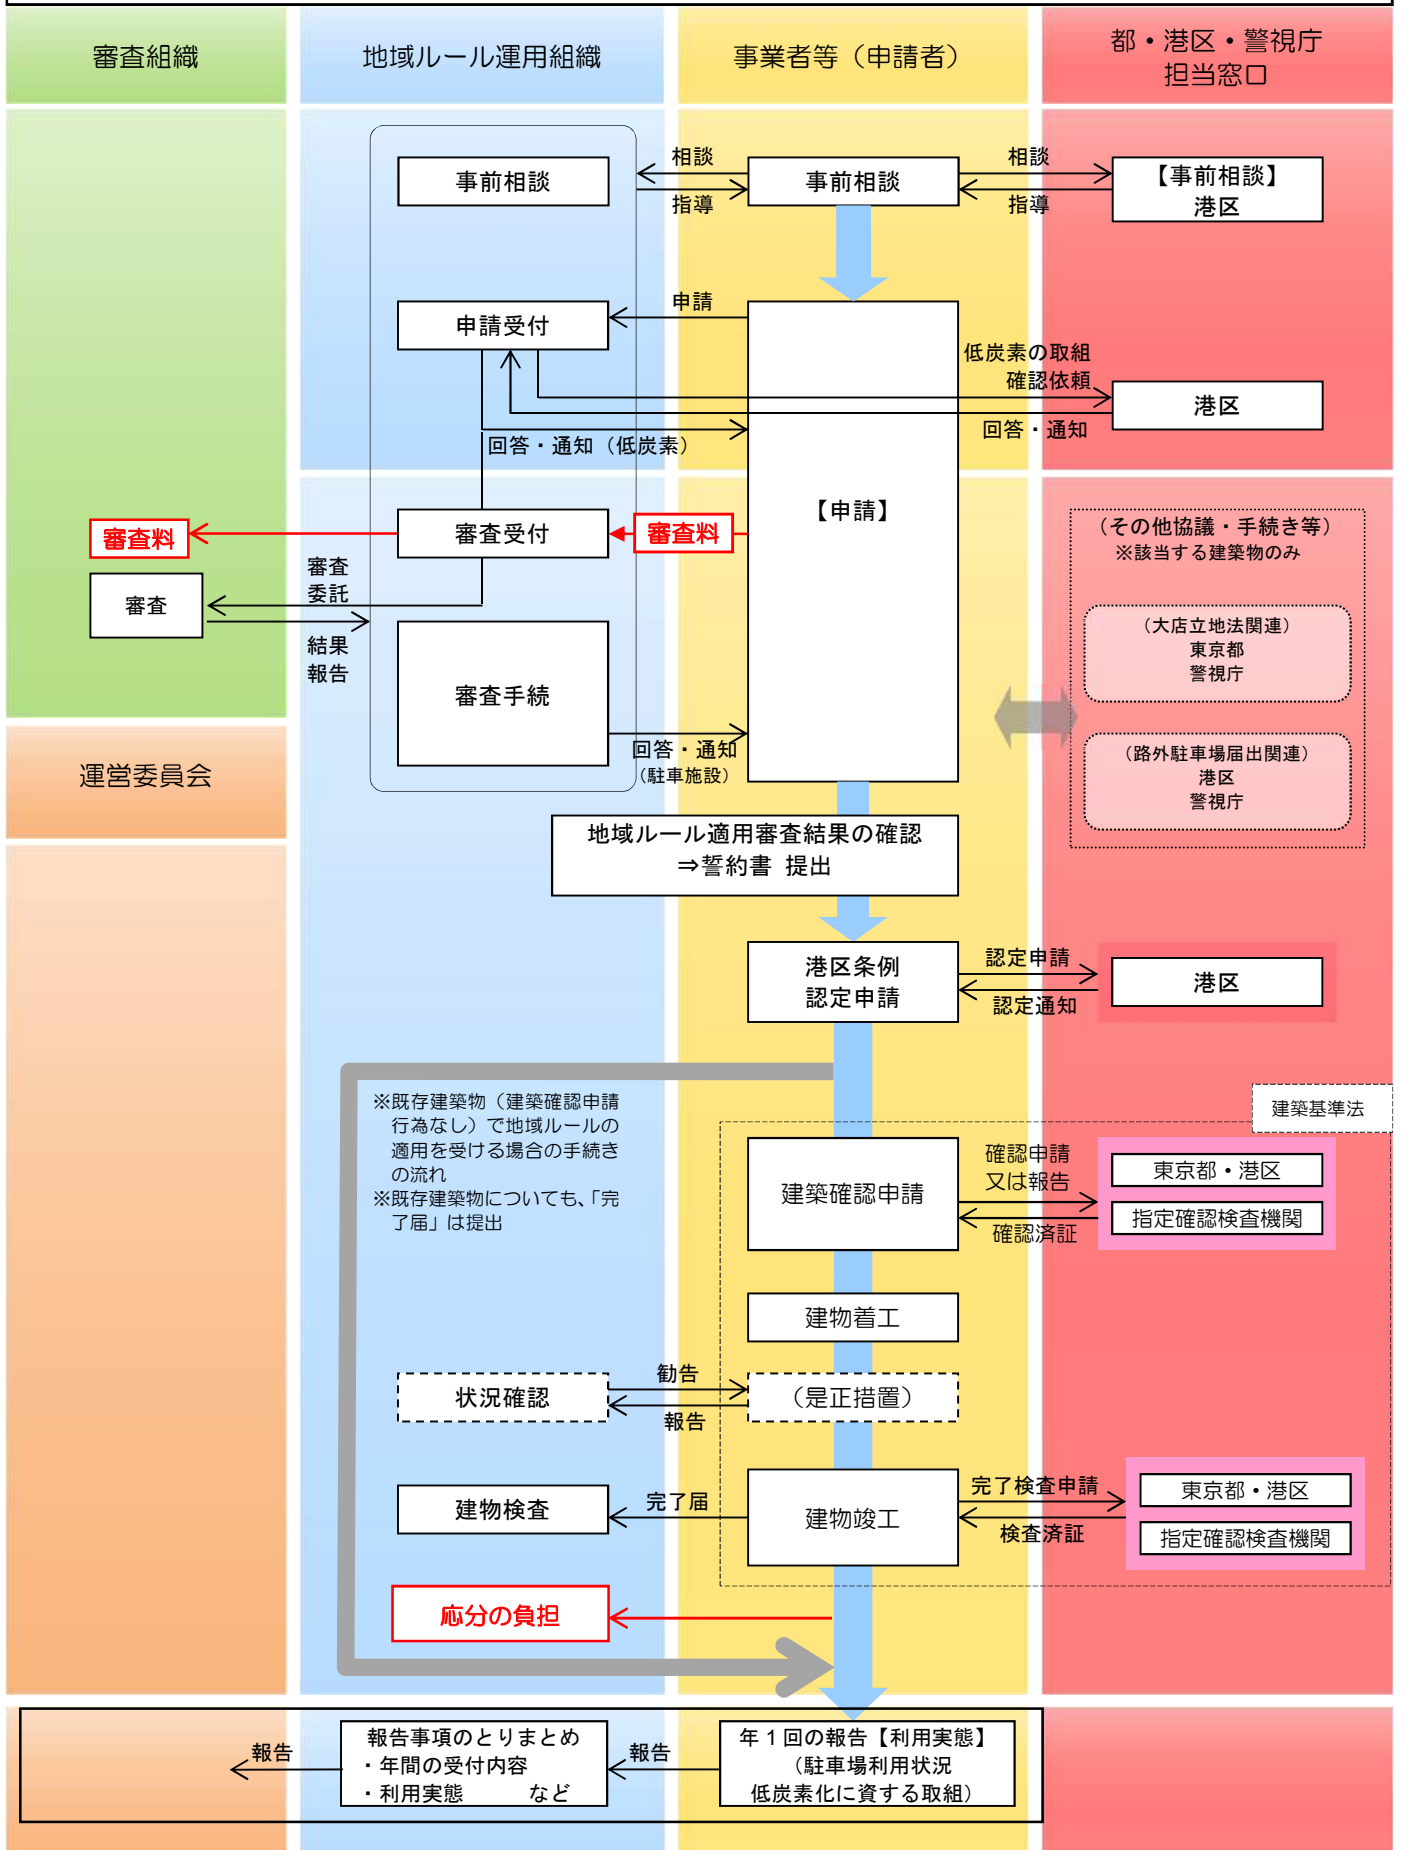 審査組織
地域ルール運用組織
事業者等（申請者）
都・港区・警視庁
担当窓口
事前相談
相談
指導
事前相談
相談
指導
【事前相談】
港区
申請受付
申請
低炭素の取組
確認依頼
港区
回答・通知
回答・通知（低炭素）
【申請】
審査料
審査受付
審査料
審査
委託
審査
結果
報告
審査手続
回答・通知
（駐車施設）
（その他協議・手続き等）
※該当する建築物のみ
（大店立地法関連）
東京都
警視庁
（路外駐車場届出関連）
港区
警視庁
運営委員会
地域ルール適用審査結果の確認
⇒誓約書 提出
港区条例
認定申請
認定申請
認定通知
港区
※既存建築物（建築確認申請
行為なし）で地域ルールの
適用を受ける場合の手続き
の流れ
※既存建築物についても、「完
了届」は提出
建築基準法
建築確認申請
確認申請
又は報告
確認済証
東京都・港区
指定確認検査機関
建物着工
状況確認
勧告
報告
（是正措置）
建物検査
完了届
建物竣工
完了検査申請
検査済証
東京都・港区
指定確認検査機関
応分の負担
報告
報告事項のとりまとめ
・年間の受付内容
・利用実態　など
報告
年１回の報告【利用実態】
（駐車場利用状況
低炭素化に資する取組）